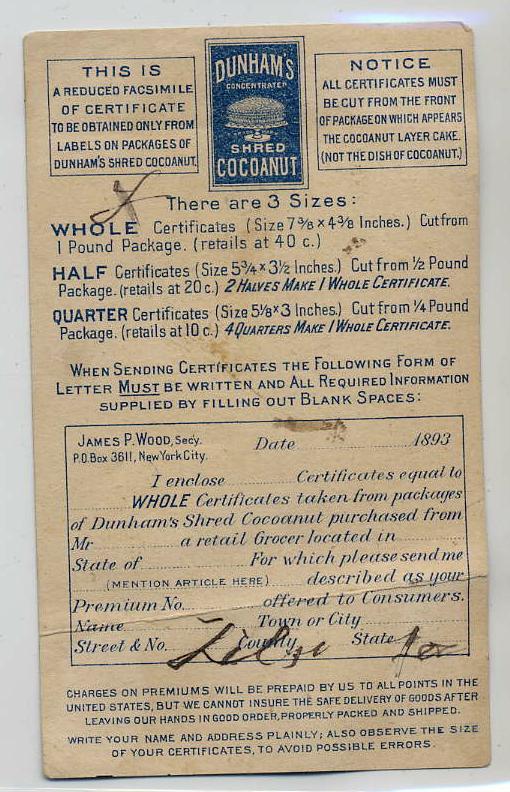 THIS IS
A REDUCED FACSIMILE
OF CERTIFICATE
TO BE OBTAINED ONLY FROM
LABELS ON PACKAGES OF
DUNHAM'S SHRED COCOANUT.
DUNHAM'S
CONCENTRATED
SHRED
COCOANUT
NOTICE
ALL CERTIFICATES MUST
BE CUT FROM THE FRONT
OF PACKAGE ON WHICH APPEARS
THE COCOANUT LAYER CAKE.
(NOT THE DISH OF COCOANUT.)
There are 3 Sizes:
WHOLE Certificates (Size 7 3/8 x 4 3/8 Inches.) Cut from
1 Pound Package. (retails at 40 c.)
HALF Certificates (Size 5 3/4 x 3 1/2 Inches.) Cut from 1/2 Pound
Package. (retails at 20 c.) 2 HALVES MAKE 1 WHOLE CERTIFICATE.
QUARTER Certificates (Size 5 1/8 x 3 Inches.) Cut from 1/4 Pound
Package. (retails at 10 c.) 4 QUARTERS MAKE 1 WHOLE CERTIFICATE.
WHEN SENDING CERTIFICATES THE FOLLOWING FORM OF
LETTER MUST BE WRITTEN AND ALL REQUIRED INFORMATION
SUPPLIED BY FILLING OUT BLANK SPACES:
JAMES P. WOOD, Secy.
P.O. Box 3611, New York City.
Date 1893
I enclose Certificates equal to
WHOLE Certificates taken from packages
of Dunham's Shred Cocoanut purchased from
Mr a retail Grocer located in
State of For which please send me
(MENTION ARTICLE HERE) described as your
Premium No. offered to Consumers.
Name Town or City
Street & No. County State
CHARGES ON PREMIUMS WILL BE PREPAID BY US TO ALL POINTS IN THE
UNITED STATES, BUT WE CANNOT INSURE THE SAFE DELIVERY OF GOODS AFTER
LEAVING OUR HANDS IN GOOD ORDER, PROPERLY PACKED AND SHIPPED.
WRITE YOUR NAME AND ADDRESS PLAINLY; ALSO OBSERVE THE SIZE
OF YOUR CERTIFICATES, TO AVOID POSSIBLE ERRORS.